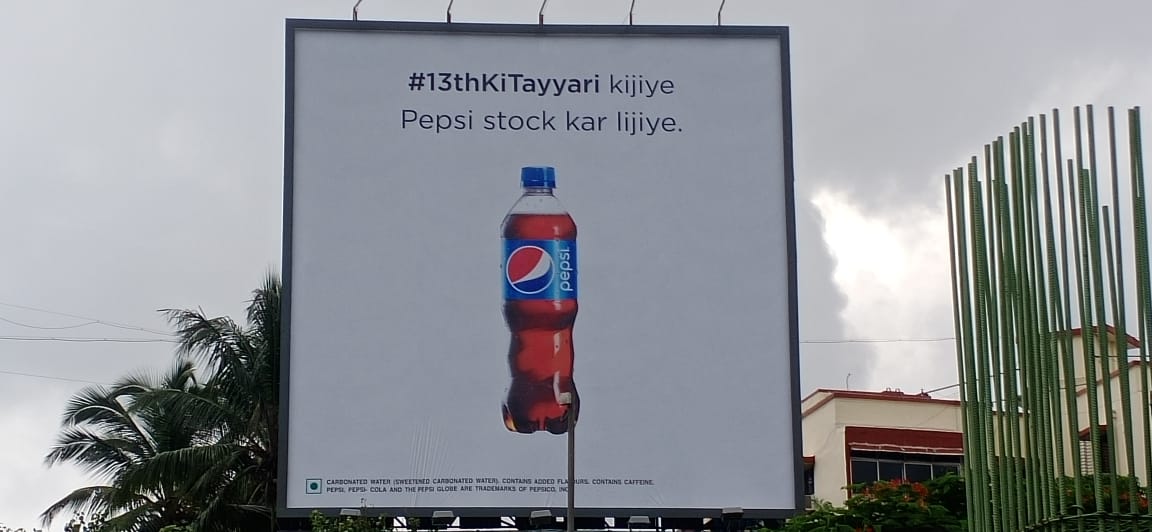 #13thKiTayyari kijiye
Pepsi stock kar lijiye.
pepsi
CARBONATED WATER (SWEETENED CARBONATED WATER). CONTAINS ADDED FLAVOURS. CONTAINS CAFFEINE.
PEPSI, PEPSI- COLA AND THE PEPSI GLOBE ARE TRADEMARKS OF PEPSICO, INC